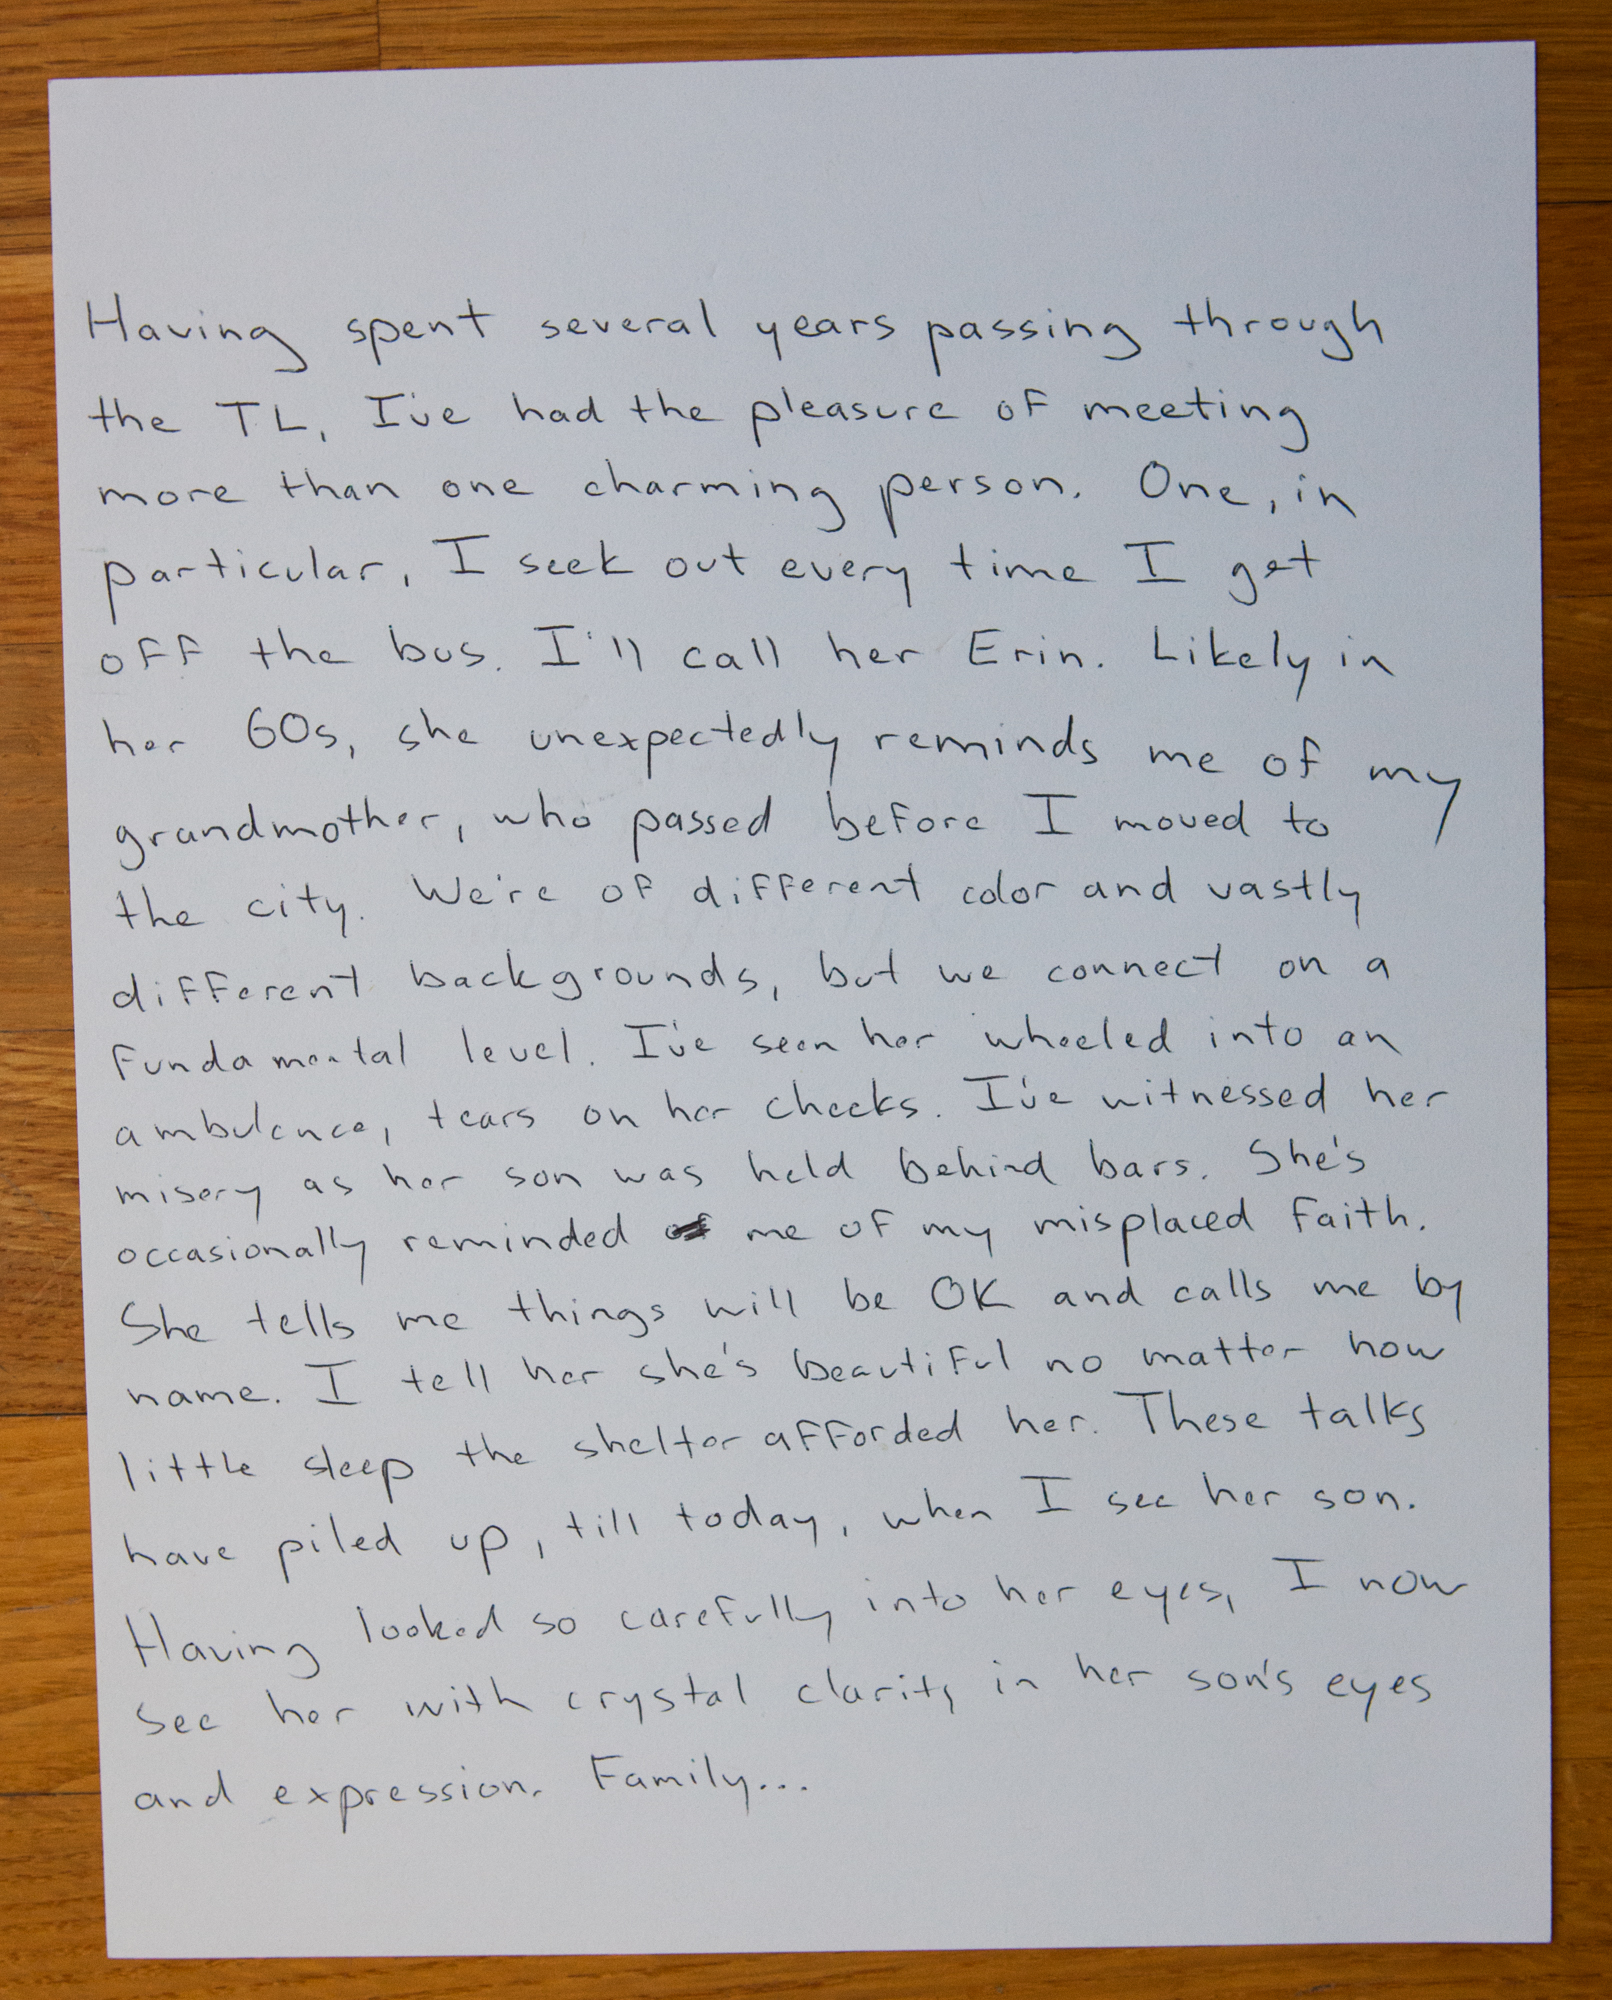 Having spent several years passing through
the TL, I've had the pleasure of meeting
more than one charming person. One, in
particular, I seek out every time I get
off the bus. I'll call her Erin. Likely in
her 60s, she unexpectedly reminds me of my
grandmother, who passed before I moved to
the city. We're of different color and vastly
different backgrounds, but we connect on a
fundamental level. I've seen her wheeled into an
ambulance, tears on her cheeks. I've witnessed her
misery as her son was held behind bars. She's
occasionally reminded me of my misplaced faith.
She tells me things will be OK and calls me by
name. I tell her she's beautiful no matter how
little sleep the shelter afforded her. These talks
have piled up, till today, when I see her son.
Having looked so carefully into her eyes, I now
see her with crystal clarity in her son's eyes
and expression. Family...